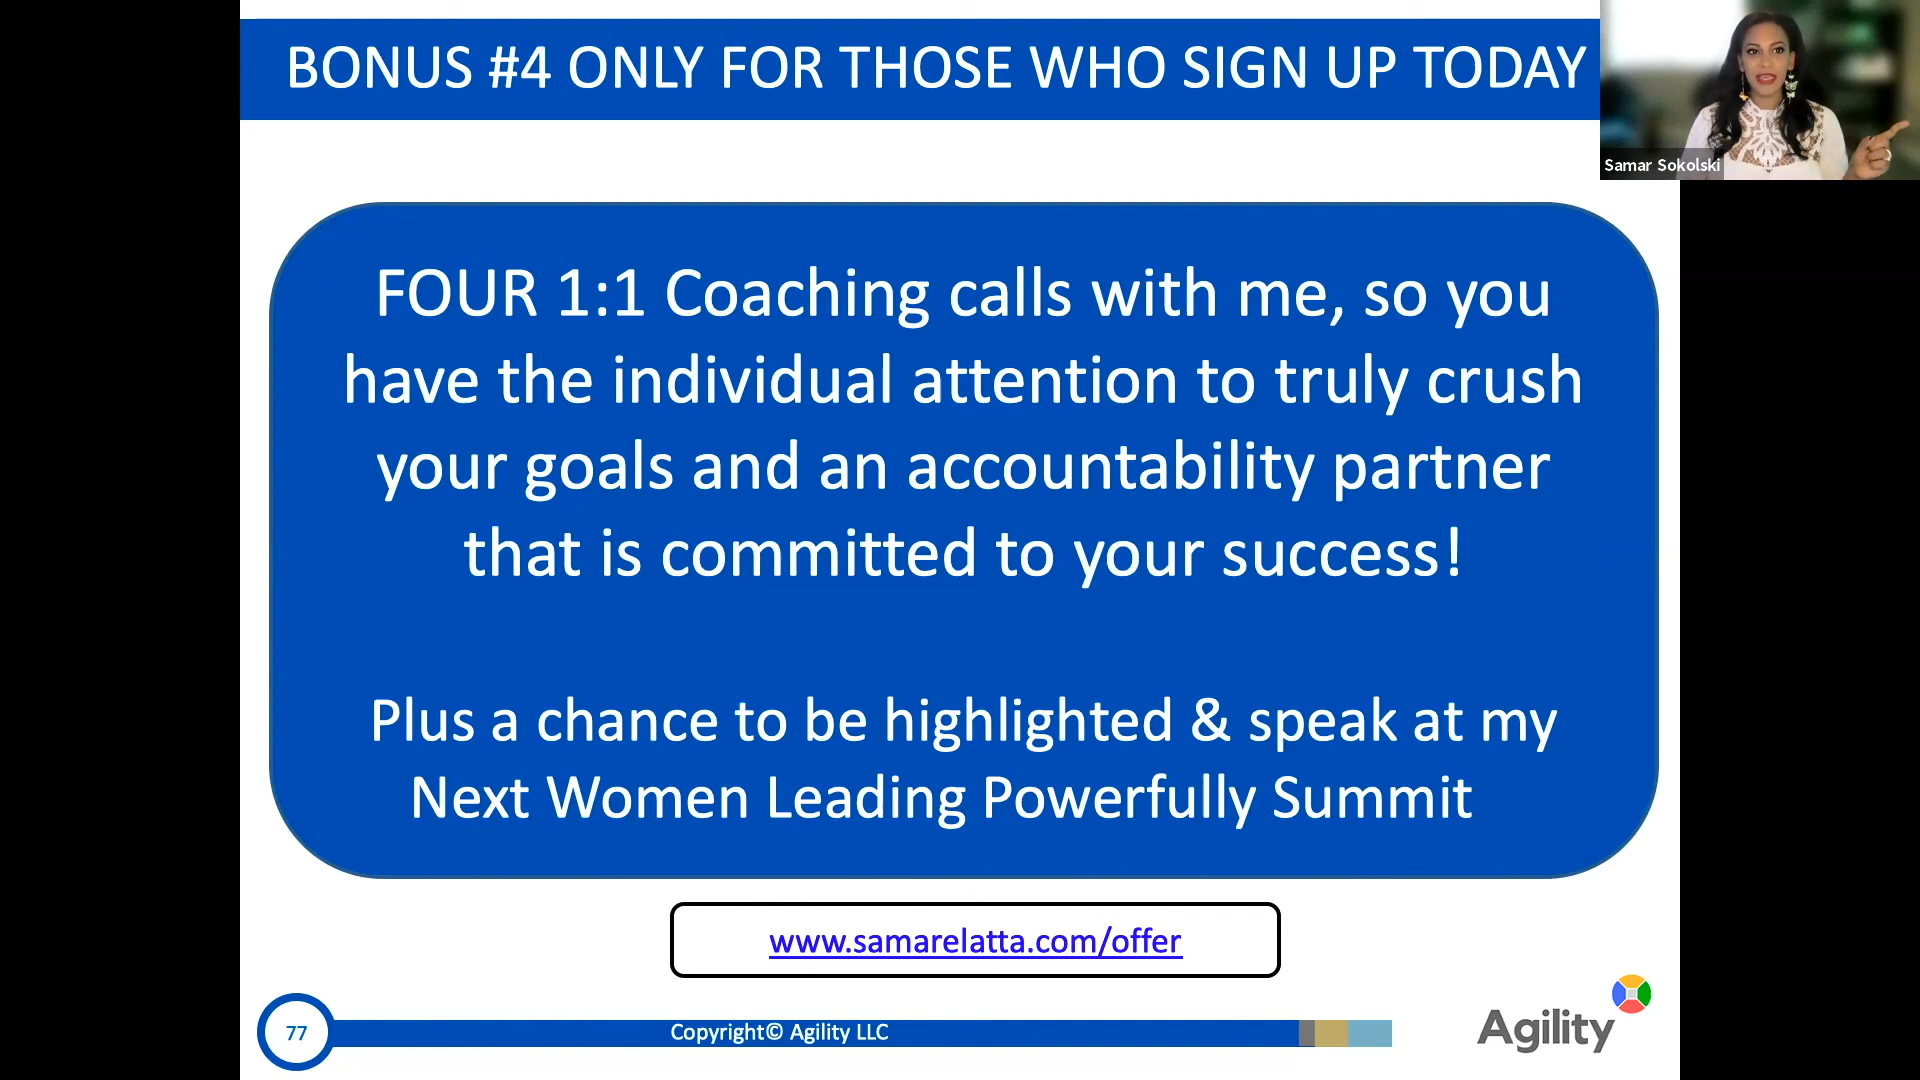 BONUS #4 ONLY FOR THOSE WHO SIGN UP TODAY
Samar Sokolski
FOUR 1:1 Coaching calls with me, so you
have the individual attention to truly crush
your goals and an accountability partner
that is committed to your success!
Plus a chance to be highlighted & speak at my
Next Women Leading Powerfully Summit
www.samarelatta.com/offer
77
Copyright© Agility LLC
Agility